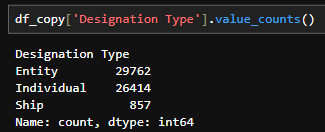 df_copy['Designation Type'].value_counts()
Designation Type
Entity 29762
Individual 26414
Ship 857
Name: count, dtype: int64